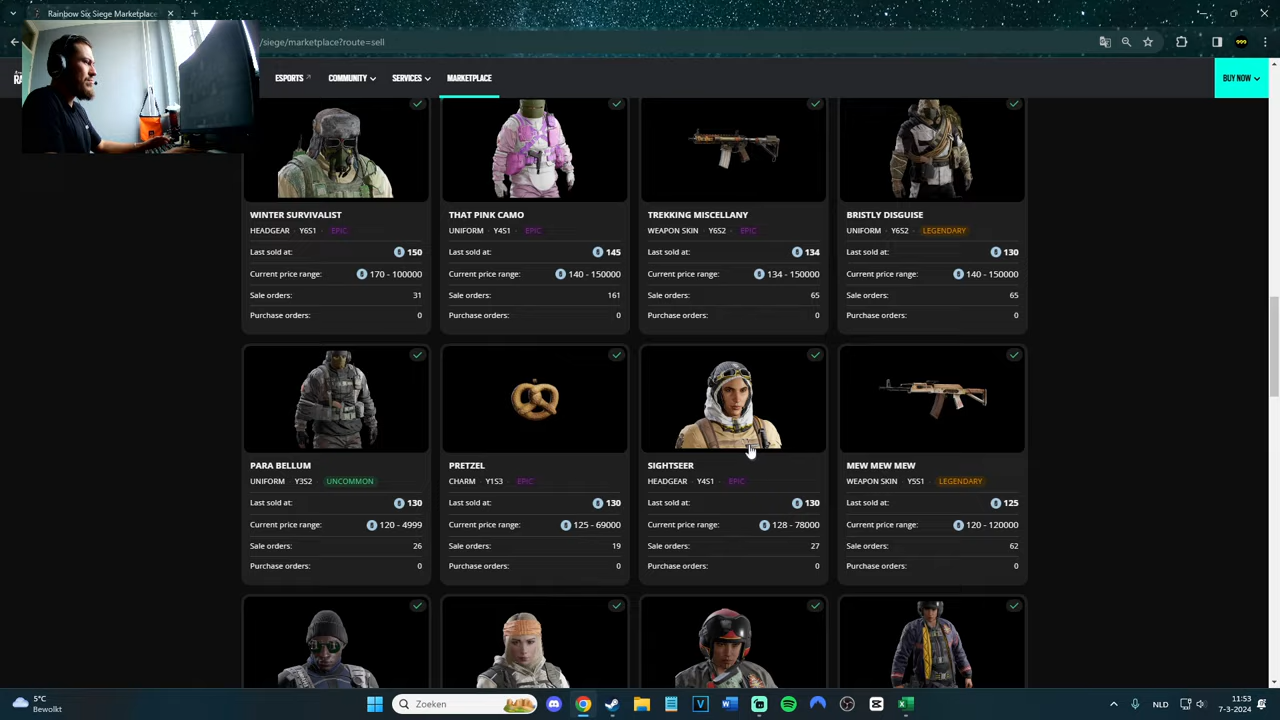 Rainbow Six Siege Marketplace
/siege/marketplace?route=sell
999
ESPORTS COMMUNITY SERVICES MARKETPLACE BUY NOW
WINTER SURVIVALIST
HEADGEAR · Y6S1 · EPIC
Last sold at: 150
Current price range: 170 - 100000
Sale orders: 31
Purchase orders: 0
THAT PINK CAMO
UNIFORM · Y4S1 · EPIC
Last sold at: 145
Current price range: 140 - 150000
Sale orders: 161
Purchase orders: 0
TREKKING MISCELLANY
WEAPON SKIN · Y6S2 · EPIC
Last sold at: 134
Current price range: 134 - 150000
Sale orders: 65
Purchase orders: 0
BRISTLY DISGUISE
UNIFORM · Y6S2 · LEGENDARY
Last sold at: 130
Current price range: 140 - 150000
Sale orders: 65
Purchase orders: 0
PARA BELLUM
UNIFORM · Y3S2 · UNCOMMON
Last sold at: 130
Current price range: 120 - 4999
Sale orders: 26
Purchase orders: 0
PRETZEL
CHARM · Y1S3 · EPIC
Last sold at: 130
Current price range: 125 - 69000
Sale orders: 19
Purchase orders: 0
SIGHTSEER
HEADGEAR · Y4S1 · EPIC
Last sold at: 130
Current price range: 128 - 78000
Sale orders: 27
Purchase orders: 0
MEW MEW MEW
WEAPON SKIN · Y5S1 · LEGENDARY
Last sold at: 125
Current price range: 120 - 120000
Sale orders: 62
Purchase orders: 0
5°C
Bewolkt
Zoeken
NLD
11:53
7-3-2024